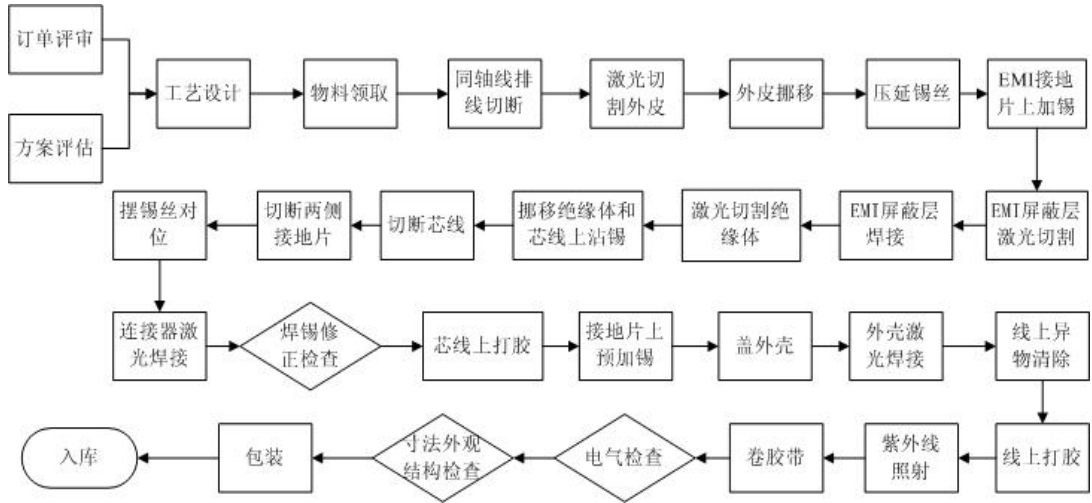 订单评审
方案评估
工艺设计
物料领取
同轴线排
线切断
激光切
割外皮
外皮挪移
压延锡丝
EMI接地
片上加锡
EMI屏蔽层
激光切割
EMI屏蔽层
焊接
激光切割绝
缘体
挪移绝缘体和
芯线上沾锡
切断芯线
切断两侧
接地片
摆锡丝对
位
连接器激
光焊接
焊锡修
正检查
芯线上打胶
接地片上
预加锡
盖外壳
外壳激
光焊接
线上异
物清除
线上打胶
紫外线
照射
卷胶带
电气检查
寸法外观
结构检查
包装
入库